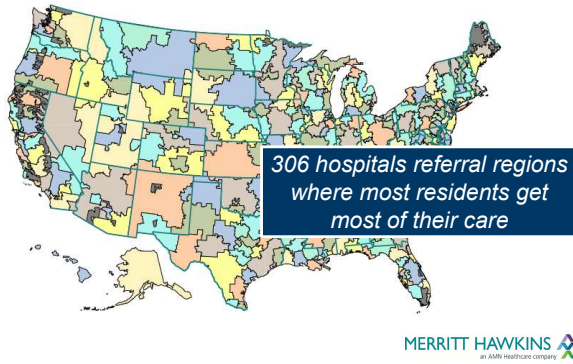 306 hospitals referral regions
where most residents get
most of their care
MERRITT HAWKINS
an AMN Healthcare company